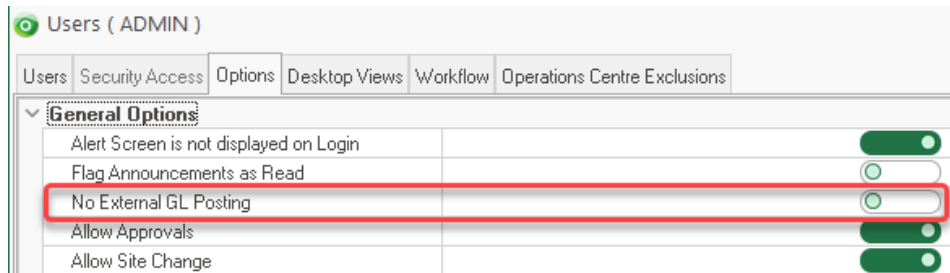 Users ( ADMIN )
Users Security Access Options Desktop Views Workflow Operations Centre Exclusions
General Options
Alert Screen is not displayed on Login
Flag Announcements as Read
No External GL Posting
Allow Approvals
Allow Site Change